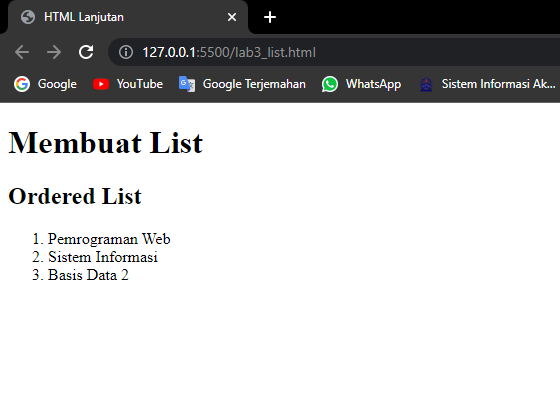 HTML Lanjutan
127.0.0.1:5500/lab3_list.html
Google YouTube Google Terjemahan WhatsApp Sistem Informasi Ak...
Membuat List
Ordered List
1. Pemrograman Web
2. Sistem Informasi
3. Basis Data 2